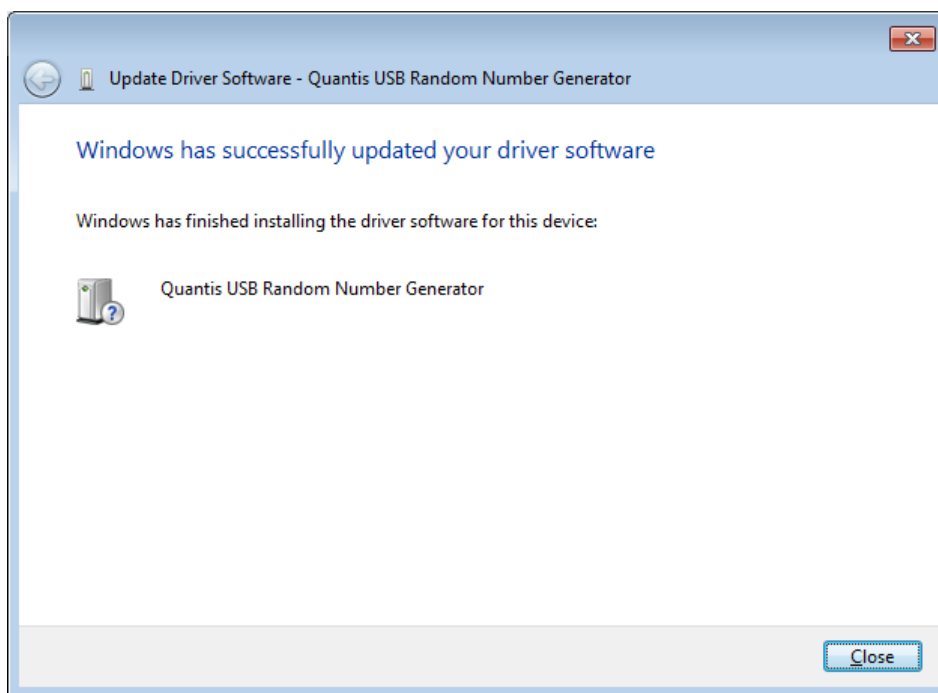 Update Driver Software - Quantis USB Random Number Generator
Windows has successfully updated your driver software
Windows has finished installing the driver software for this device:
Quantis USB Random Number Generator
?
Close